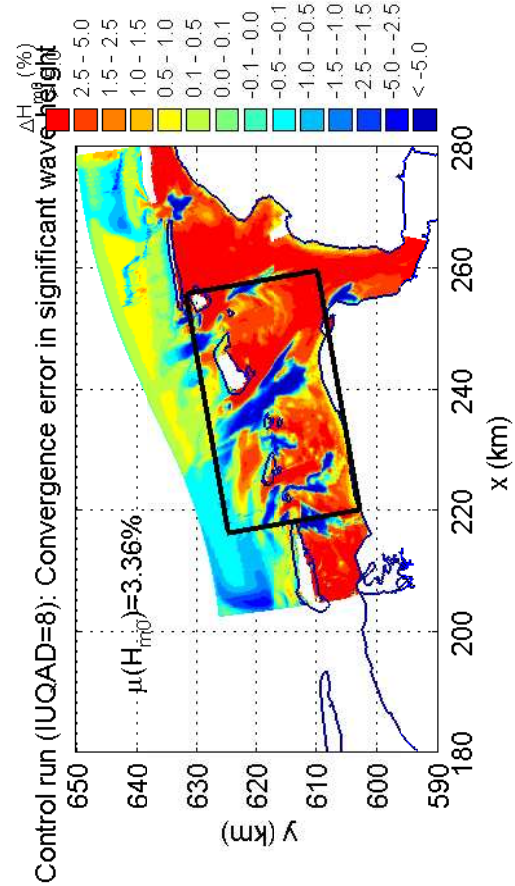 Control run (IUQAD=8): Convergence error in significant wave height
ΔHm0 (%)
2.5 - 5.0
1.5 - 2.5
1.0 - 1.5
0.5 - 1.0
0.1 - 0.5
0.0 - 0.1
-0.1 - 0.0
-0.5 - -0.1
-1.0 - -0.5
-1.5 - -1.0
-2.5 - -1.5
-5.0 - -2.5
< -5.0
μ(Hm0)=3.36%
650
640
630
620
610
600
590
y (km)
180
200
220
240
260
280
x (km)